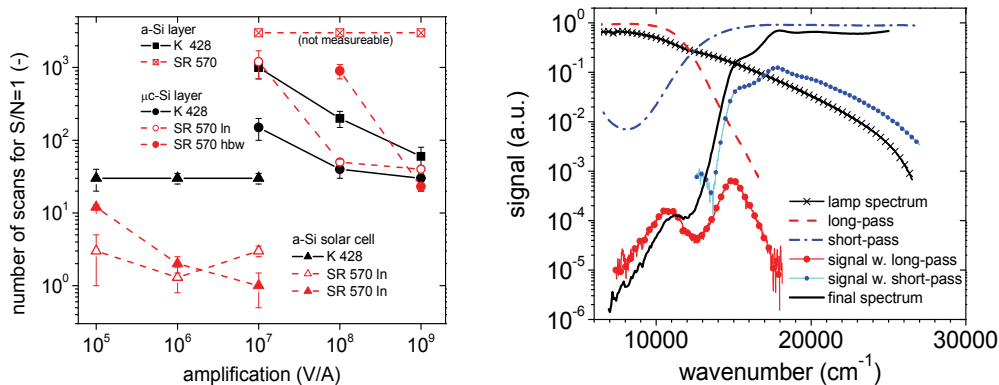 number of scans for S/N=1 (-)
10³
10²
10¹
10⁰
a-Si layer
K 428
SR 570
(not measureable)
μc-Si layer
K 428
SR 570 ln
SR 570 hbw
a-Si solar cell
K 428
SR 570 ln
SR 570 ln
10⁵ 10⁶ 10⁷ 10⁸ 10⁹
amplification (V/A)
signal (a.u.)
10⁰
10⁻¹
10⁻²
10⁻³
10⁻⁴
10⁻⁵
10⁻⁶
lamp spectrum
long-pass
short-pass
signal w. long-pass
signal w. short-pass
final spectrum
10000 20000 30000
wavenumber (cm⁻¹)